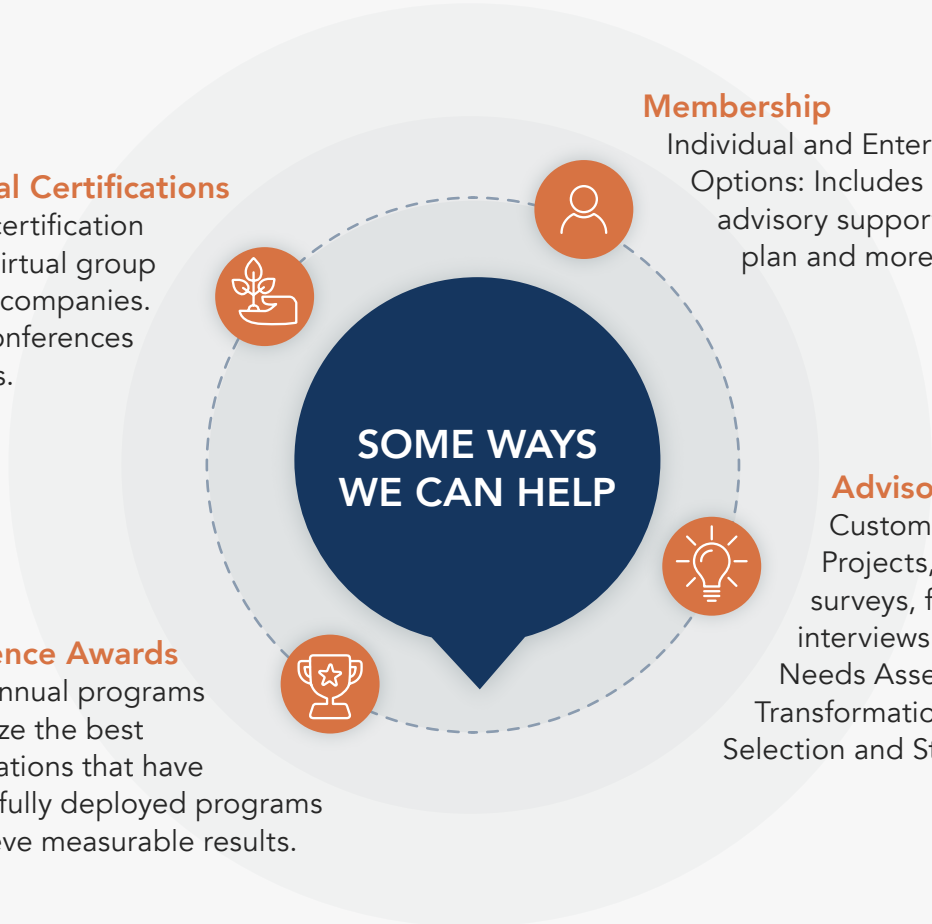 Membership
Individual and Enter
Options: Includes
advisory suppor
plan and more
al Certifications
certification
irtual group
companies.
onferences
s.
SOME WAYS
WE CAN HELP
Adviso
Custom
Projects,
surveys, f
interviews
Needs Asse
Transformatio
Selection and St
ence Awards
nnual programs
ze the best
ations that have
fully deployed programs
eve measurable results.